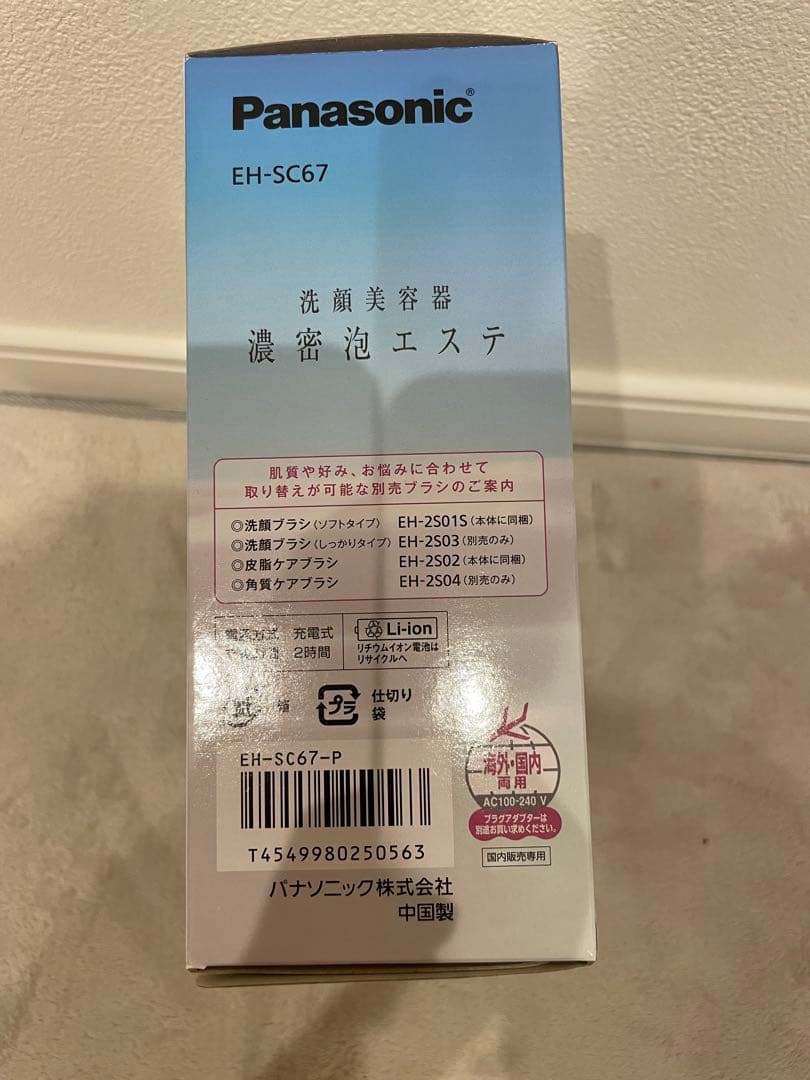 Panasonic®
EH-SC67
洗顔美容器
濃密泡エステ
肌質や好み、お悩みに合わせて
取り替えが可能な別売ブラシのご案内
◎洗顔ブラシ(ソフトタイプ) EH-2S01S(本体に同梱)
◎洗顔ブラシ(しっかりタイプ) EH-2S03(別売のみ)
◎皮脂ケアブラシ EH-2S02(本体に同梱)
◎角質ケアブラシ EH-2S04(別売のみ)
電源方式 充電式
2時間
Li-ion
リチウムイオン電池は
リサイクルへ
箱
プラ
仕切り
袋
EH-SC67-P
T4549980250563
パナソニック株式会社
中国製
海外・国内
両用
AC100-240 V
プラグアダプターは
別途お買い求めください。
国内販売専用